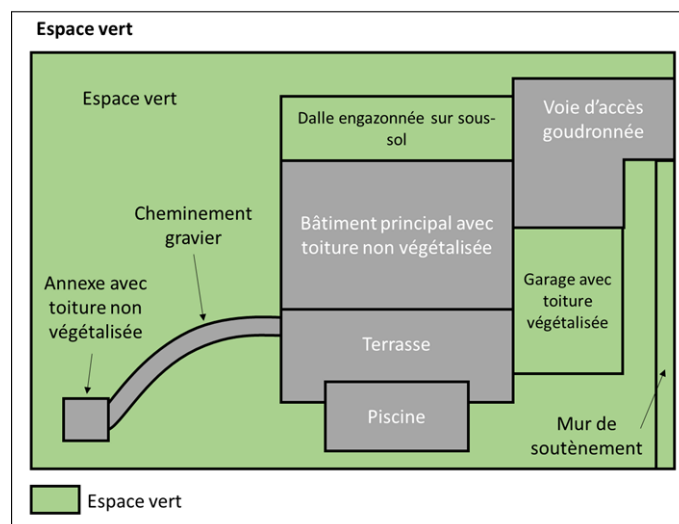 Espace vert
Espace vert
Voie d'accès
goudronnée
Dalle engazonnée sur sous-
sol
Cheminement
gravier
Bâtiment principal avec
toiture non végétalisée
Annexe avec
toiture non
végétalisée
Garage avec
toiture
végétalisée
Terrasse
Piscine
Mur de
soutènement
Espace vert